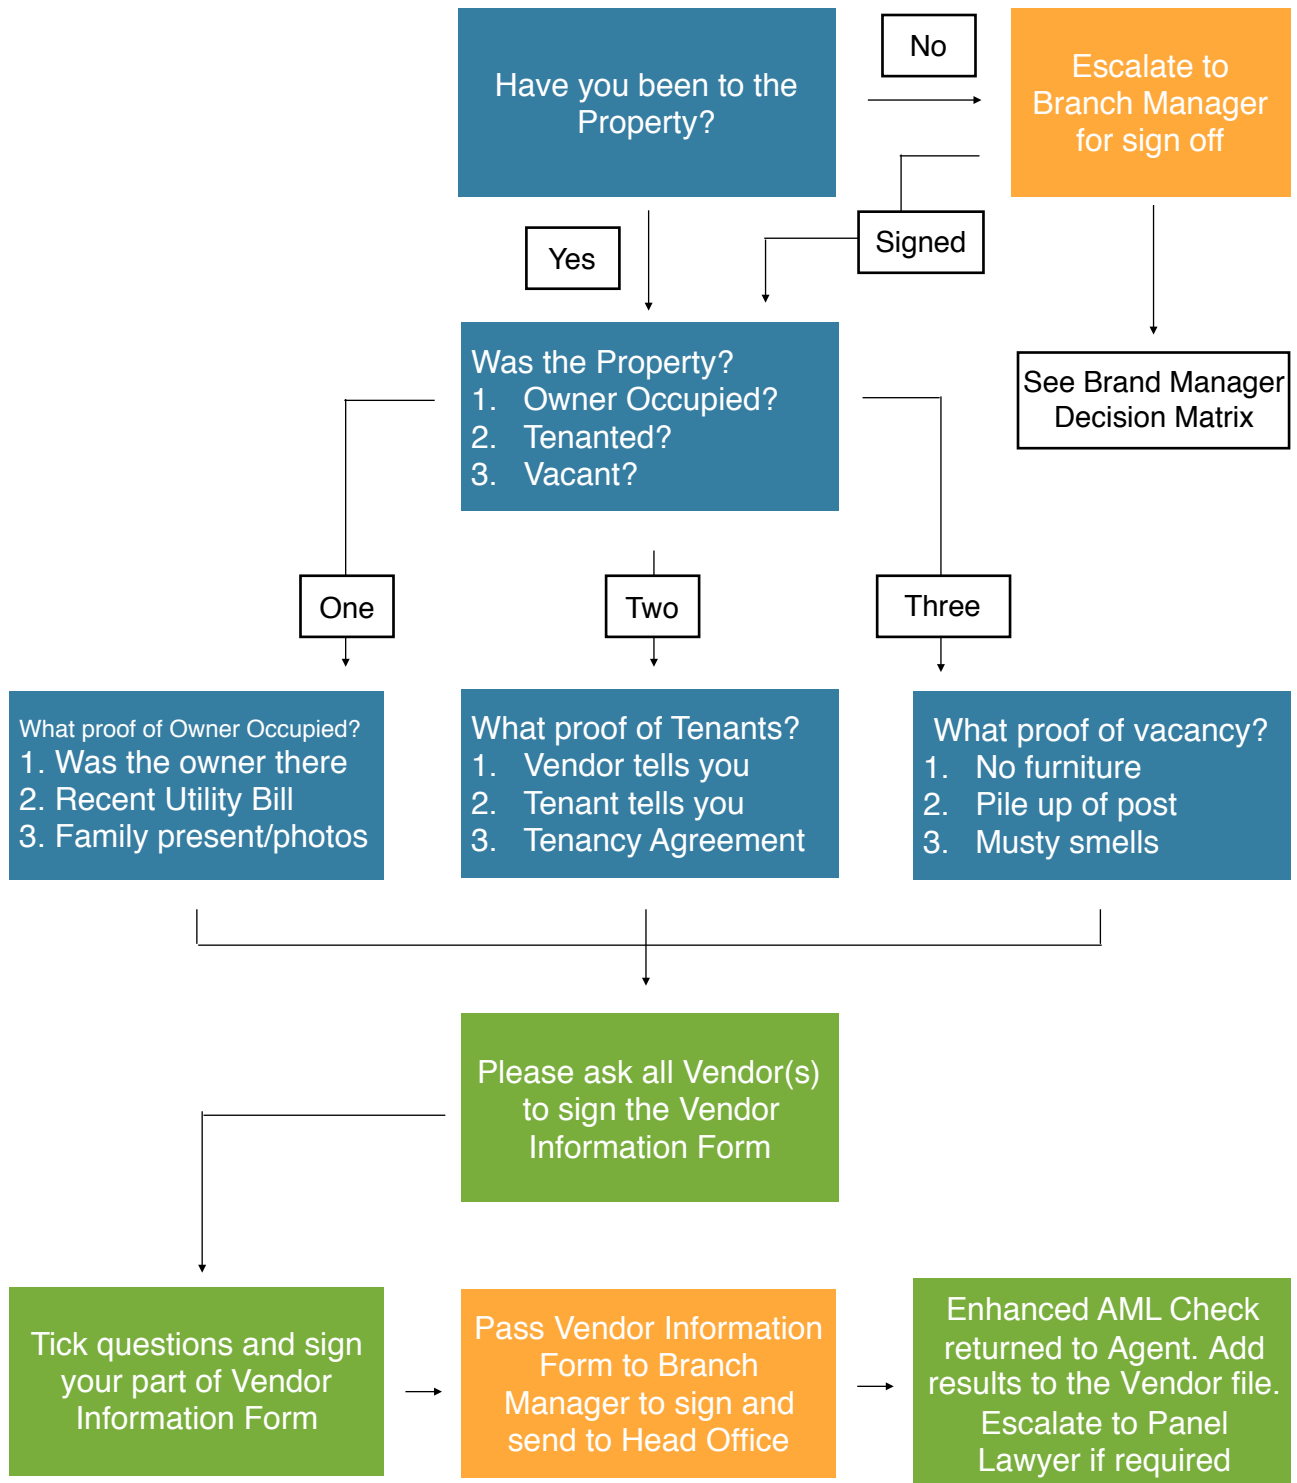 Have you been to the
Property?
No
Escalate to
Branch Manager
for sign off
Yes
Signed
Was the Property?
1. Owner Occupied?
2. Tenanted?
3. Vacant?
See Brand Manager
Decision Matrix
One
Two
Three
What proof of Owner Occupied?
1. Was the owner there
2. Recent Utility Bill
3. Family present/photos
What proof of Tenants?
1. Vendor tells you
2. Tenant tells you
3. Tenancy Agreement
What proof of vacancy?
1. No furniture
2. Pile up of post
3. Musty smells
Please ask all Vendor(s)
to sign the Vendor
Information Form
Tick questions and sign
your part of Vendor
Information Form
Pass Vendor Information
Form to Branch
Manager to sign and
send to Head Office
Enhanced AML Check
returned to Agent. Add
results to the Vendor file.
Escalate to Panel
Lawyer if required